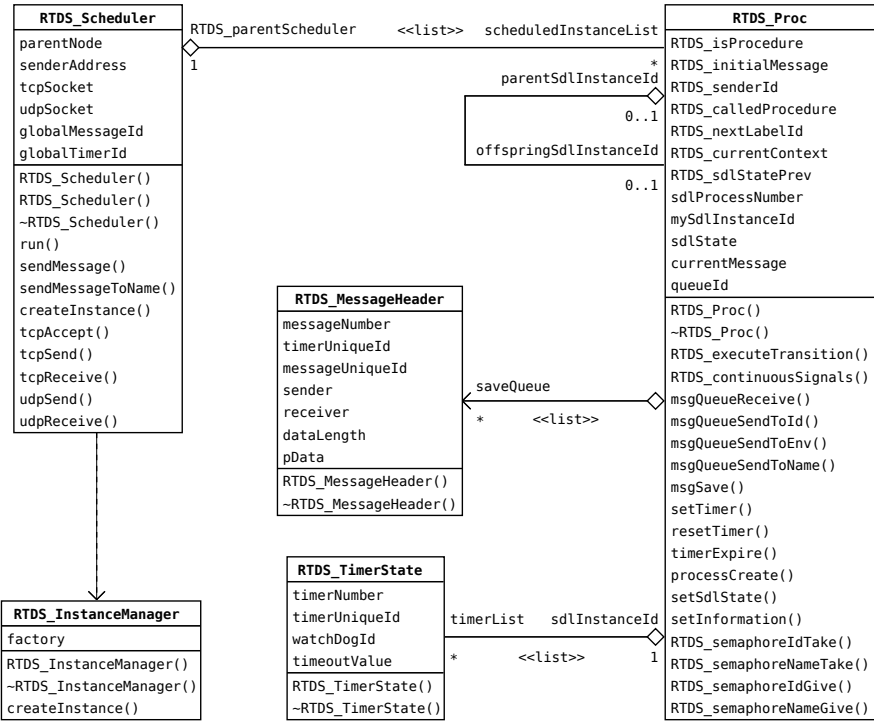 RTDS_Scheduler
parentNode
senderAddress
tcpSocket
udpSocket
globalMessageId
globalTimerId
RTDS_Scheduler()
RTDS_Scheduler()
~RTDS_Scheduler()
run()
sendMessage()
sendMessageToName()
createInstance()
tcpAccept()
tcpSend()
tcpReceive()
udpSend()
udpReceive()
RTDS_parentScheduler <<list>> scheduledInstanceList
1 *
parentSdlInstanceId
0..1
offspringSdlInstanceId
0..1
RTDS_Proc
RTDS_isProcedure
RTDS_initialMessage
RTDS_senderId
RTDS_calledProcedure
RTDS_nextLabelId
RTDS_currentContext
RTDS_sdlStatePrev
sdlProcessNumber
mySdlInstanceId
sdlState
currentMessage
queueId
RTDS_Proc()
~RTDS_Proc()
RTDS_executeTransition()
RTDS_continuousSignals()
msgQueueReceive()
msgQueueSendToId()
msgQueueSendToEnv()
msgQueueSendToName()
msgSave()
setTimer()
resetTimer()
timerExpire()
processCreate()
setSdlState()
setInformation()
RTDS_semaphoreIdTake()
RTDS_semaphoreNameTake()
RTDS_semaphoreIdGive()
RTDS_semaphoreNameGive()
RTDS_MessageHeader
messageNumber
timerUniqueId
messageUniqueId
sender
receiver
dataLength
pData
RTDS_MessageHeader()
~RTDS_MessageHeader()
saveQueue
* <<list>>
RTDS_TimerState
timerNumber
timerUniqueId
watchDogId
timeoutValue
RTDS_TimerState()
~RTDS_TimerState()
timerList sdlInstanceId
* <<list>> 1
RTDS_InstanceManager
factory
RTDS_InstanceManager()
~RTDS_InstanceManager()
createInstance()